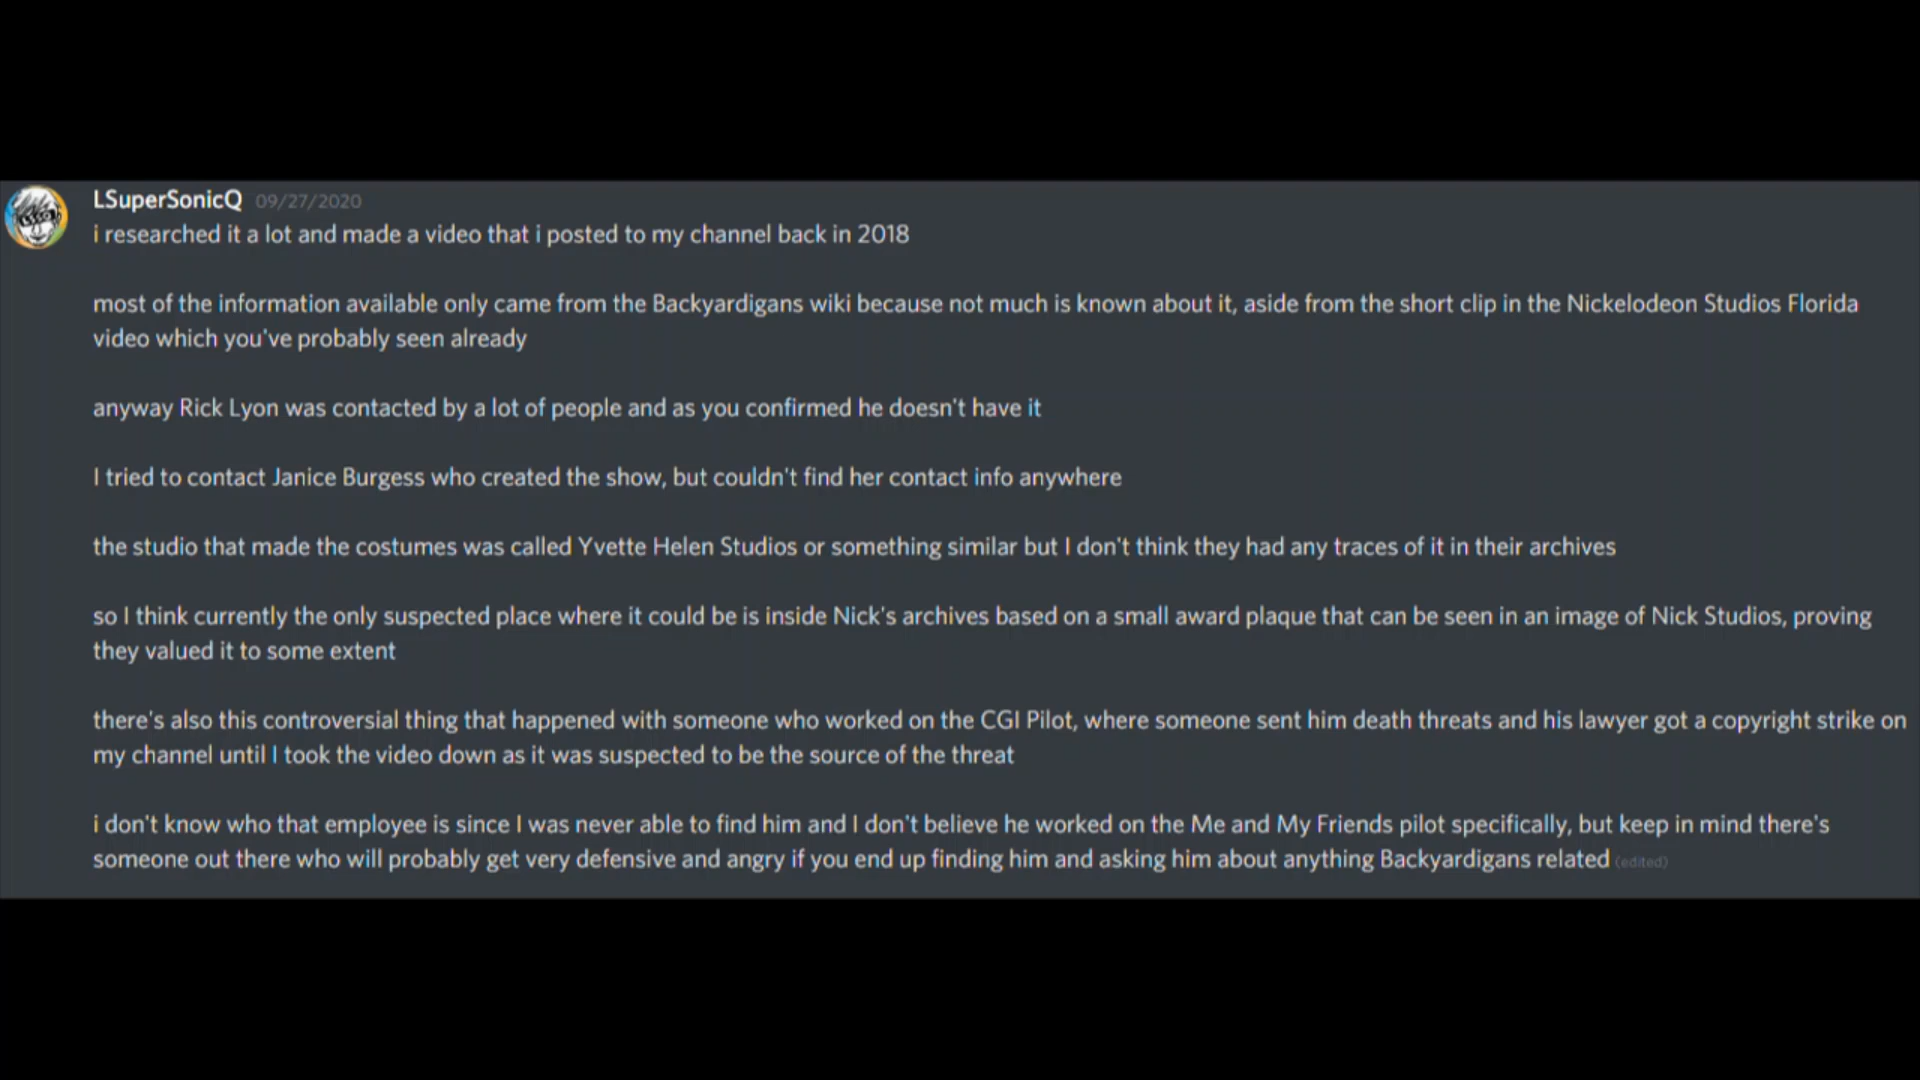 LSuperSonicQ 09/27/2020
i researched it a lot and made a video that i posted to my channel back in 2018
most of the information available only came from the Backyardigans wiki because not much is known about it, aside from the short clip in the Nickelodeon Studios Florida
video which you've probably seen already
anyway Rick Lyon was contacted by a lot of people and as you confirmed he doesn't have it
I tried to contact Janice Burgess who created the show, but couldn't find her contact info anywhere
the studio that made the costumes was called Yvette Helen Studios or something similar but I don't think they had any traces of it in their archives
so I think currently the only suspected place where it could be is inside Nick's archives based on a small award plaque that can be seen in an image of Nick Studios, proving
they valued it to some extent
there's also this controversial thing that happened with someone who worked on the CGI Pilot, where someone sent him death threats and his lawyer got a copyright strike on
my channel until I took the video down as it was suspected to be the source of the threat
i don't know who that employee is since I was never able to find him and I don't believe he worked on the Me and My Friends pilot specifically, but keep in mind there's
someone out there who will probably get very defensive and angry if you end up finding him and asking him about anything Backyardigans related (edited)